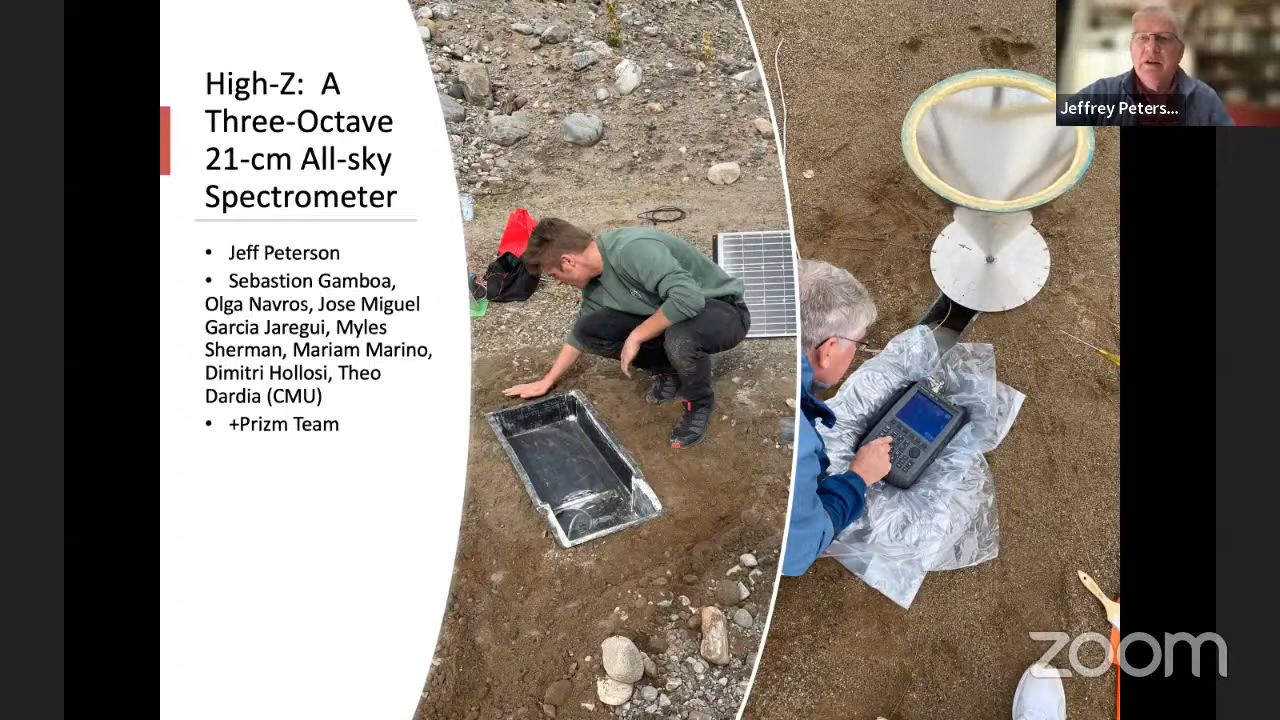 High-Z: A
Three-Octave
21-cm All-sky
Spectrometer
• Jeff Peterson
• Sebastion Gamboa,
Olga Navros, Jose Miguel
Garcia Jaregui, Myles
Sherman, Mariam Marino,
Dimitri Hollosi, Theo
Dardia (CMU)
• +Prizm Team
Jeffrey Peters...
zoom